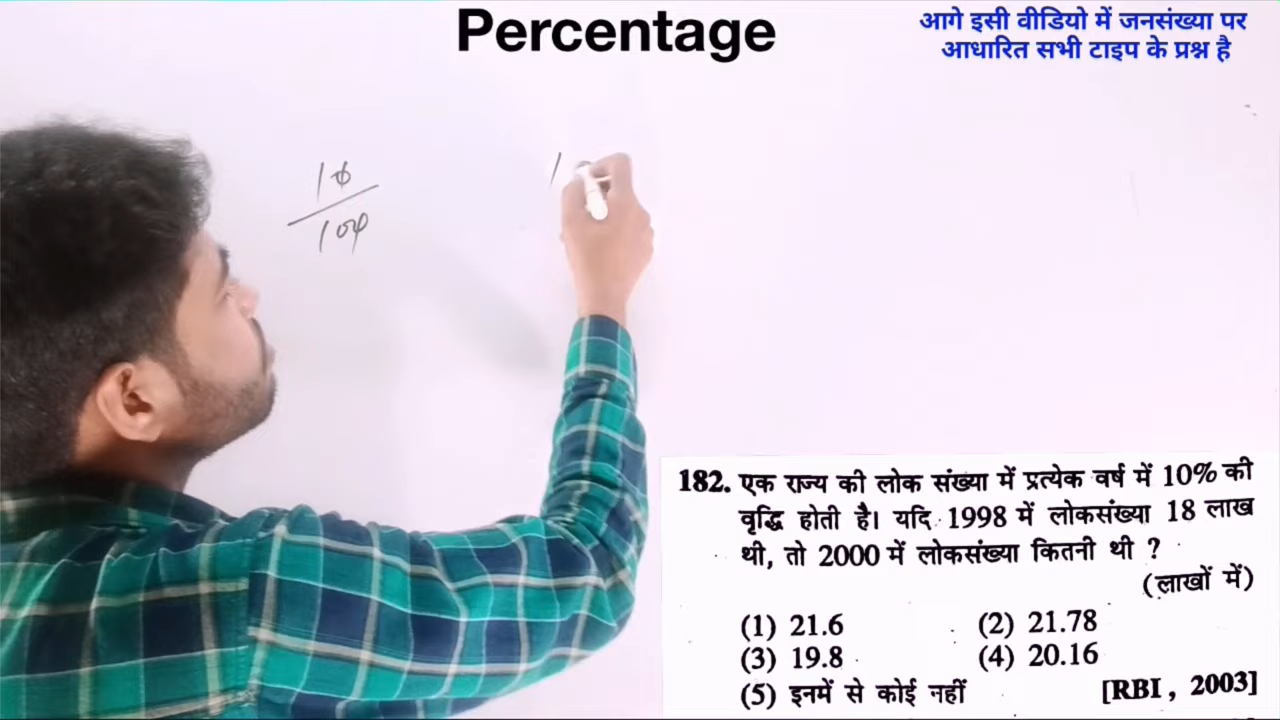 Percentage
आगे इसी वीडियो में जनसंख्या पर
आधारित सभी टाइप के प्रश्न है
10
100
1
182. एक राज्य की लोक संख्या में प्रत्येक वर्ष में 10% की
वृद्धि होती है। यदि 1998 में लोकसंख्या 18 लाख
थी, तो 2000 में लोकसंख्या कितनी थी ?
(लाखों में)
(1) 21.6 (2) 21.78
(3) 19.8 (4) 20.16
(5) इनमें से कोई नहीं [RBI, 2003]